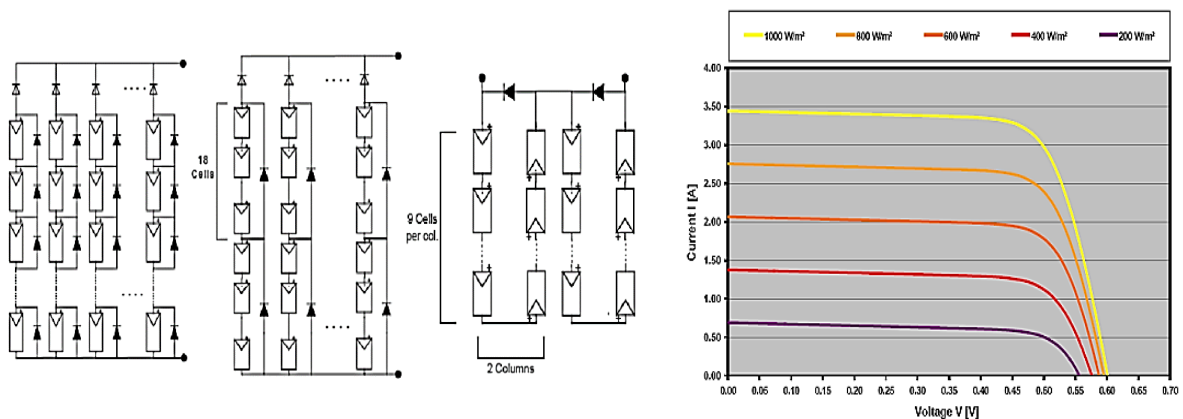 18
Cells
9 Cells
per col.
2 Columns
1000 W/m²
800 W/m²
600 W/m²
400 W/m²
200 W/m²
4.00
3.50
3.00
2.50
2.00
1.50
1.00
0.50
0.00
Current I [A]
0.00 0.05 0.10 0.15 0.20 0.25 0.30 0.35 0.40 0.45 0.50 0.55 0.60 0.65 0.70
Voltage V [V]